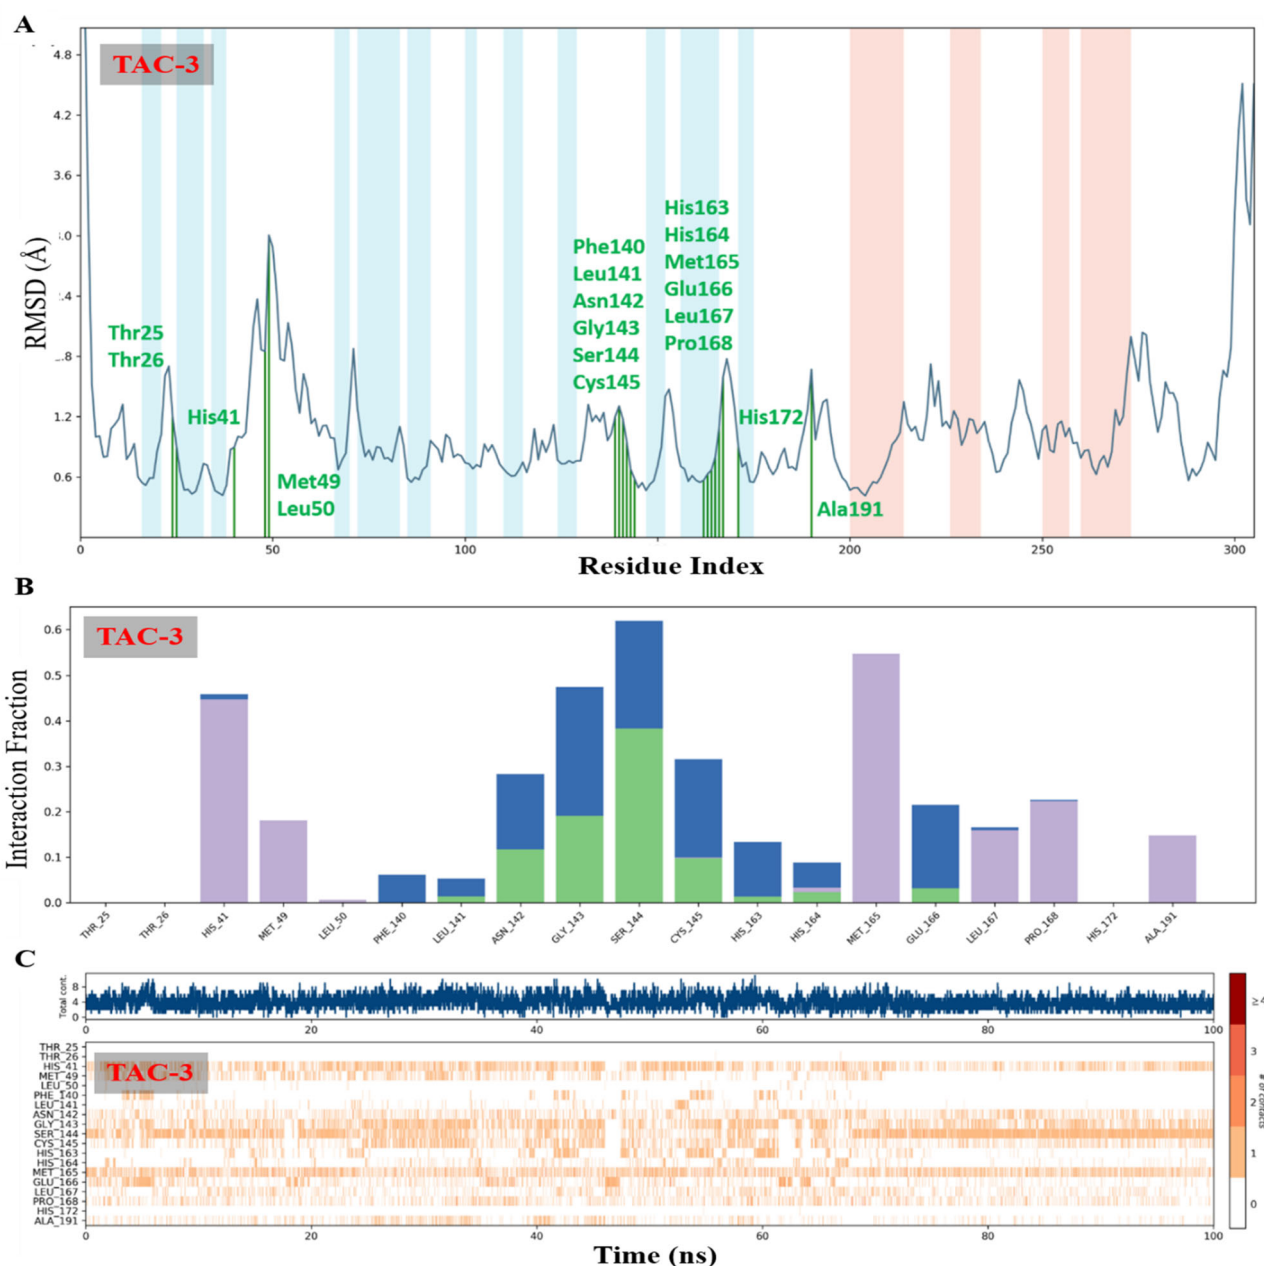 A
TAC-3
4.8
4.2
3.6
1.2
0.6
RMSD (Å)
Thr25
Thr26
His41
Met49
Leu50
Phe140
Leu141
Asn142
Gly143
Ser144
Cys145
His163
His164
Met165
Glu166
Leu167
Pro168
His172
Ala191
0 50 100 200 250 300
Residue Index
B
TAC-3
0.6
0.5
0.4
0.3
0.2
0.1
0.0
Interaction Fraction
THR_25 THR_26 HIS_41 MET_49 LEU_50 PHE_140 LEU_141 ASN_142 GLY_143 SER_144 CYS_145 HIS_163 HIS_164 MET_165 GLU_166 LEU_167 PRO_168 HIS_172 ALA_191
C
Total cont.
8
4
0
0 20 40 60 80 100
TAC-3
THR_25
THR_26
HIS_41
MET_49
LEU_50
PHE_140
LEU_141
ASN_142
GLY_143
SER_144
CYS_145
HIS_163
HIS_164
MET_165
GLU_166
LEU_167
PRO_168
HIS_172
ALA_191
0 20 40 60 80 100
Time (ns)
≥4
3
2
1
0
# of contacts